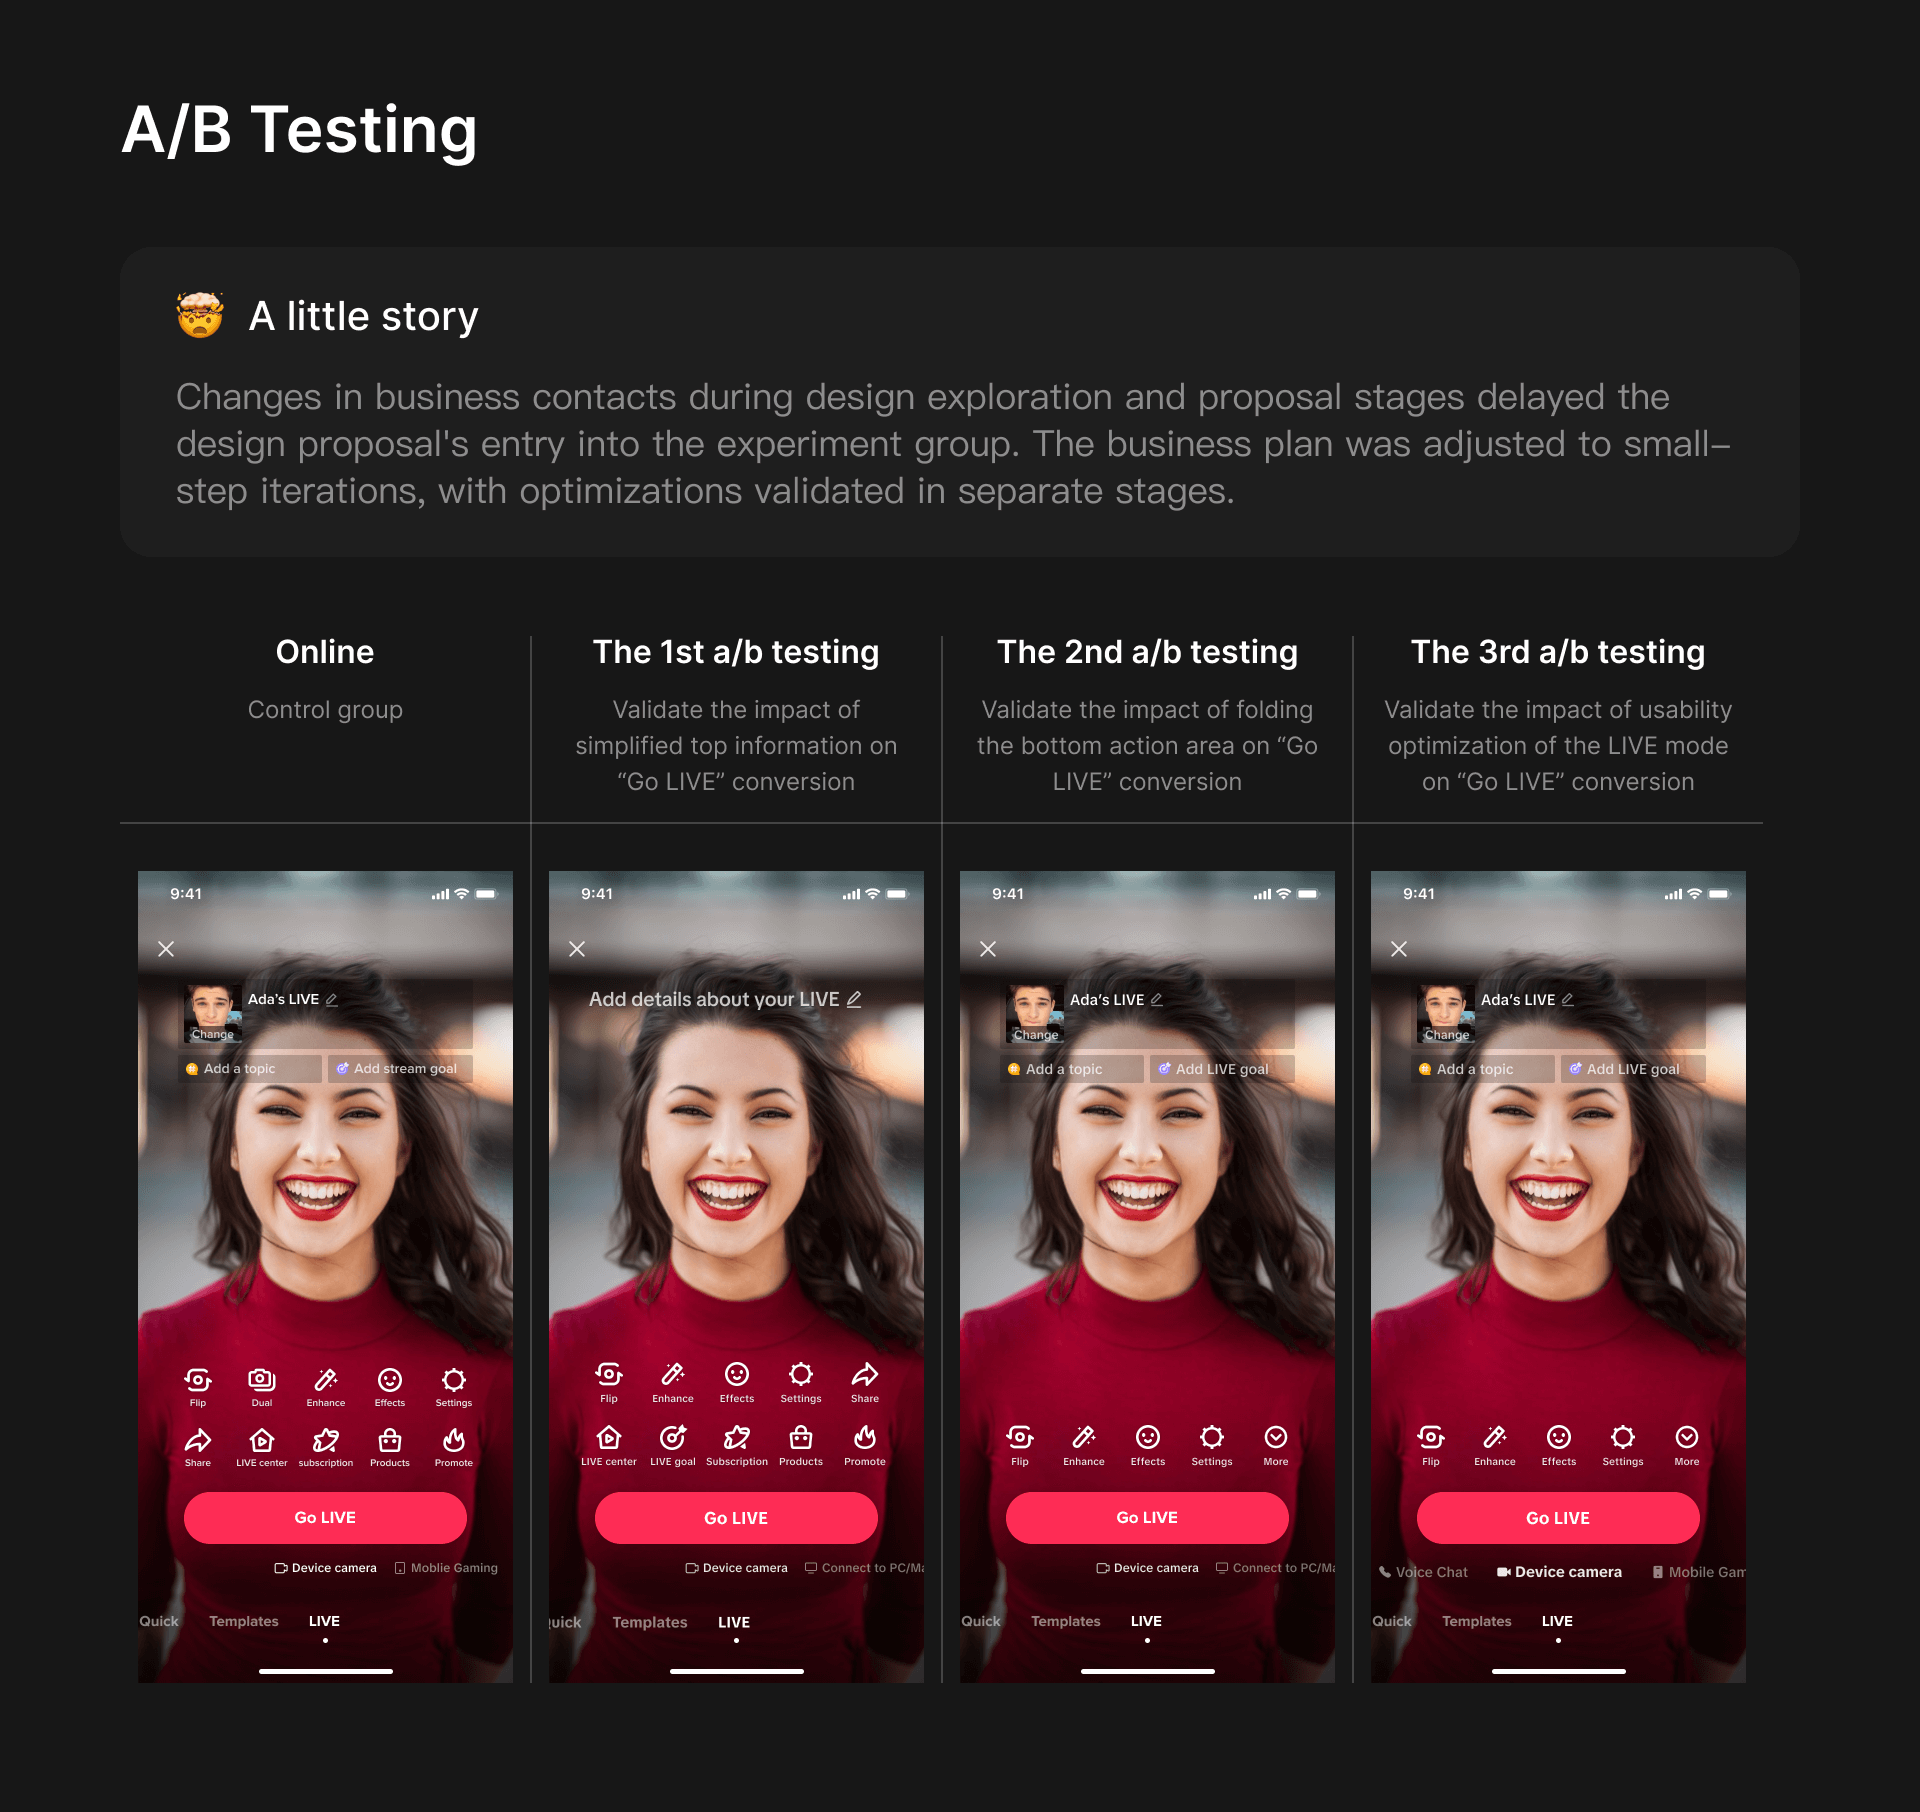 A/B Testing
A little story
Changes in business contacts during design exploration and proposal stages delayed the
design proposal's entry into the experiment group. The business plan was adjusted to small–
step iterations, with optimizations validated in separate stages.
Online
Control group
The 1st a/b testing
Validate the impact of
simplified top information on
“Go LIVE” conversion
The 2nd a/b testing
Validate the impact of folding
the bottom action area on “Go
LIVE” conversion
The 3rd a/b testing
Validate the impact of usability
optimization of the LIVE mode
on “Go LIVE” conversion
9:41
Ada’s LIVE
Change
Add a topic
Add stream goal
Flip
Dual
Enhance
Effects
Settings
Share
LIVE center
subscription
Products
Promote
Go LIVE
Device camera
Moblie Gaming
Quick
Templates
LIVE
9:41
Add details about your LIVE
Flip
Enhance
Effects
Settings
Share
LIVE center
LIVE goal
Subscription
Products
Promote
Go LIVE
Device camera
Connect to PC/Ma
uick
Templates
LIVE
9:41
Ada’s LIVE
Change
Add a topic
Add LIVE goal
Flip
Enhance
Effects
Settings
More
Go LIVE
Device camera
Connect to PC/Ma
Quick
Templates
LIVE
9:41
Ada’s LIVE
Change
Add a topic
Add LIVE goal
Flip
Enhance
Effects
Settings
More
Go LIVE
Voice Chat
Device camera
Mobile Gam
Quick
Templates
LIVE